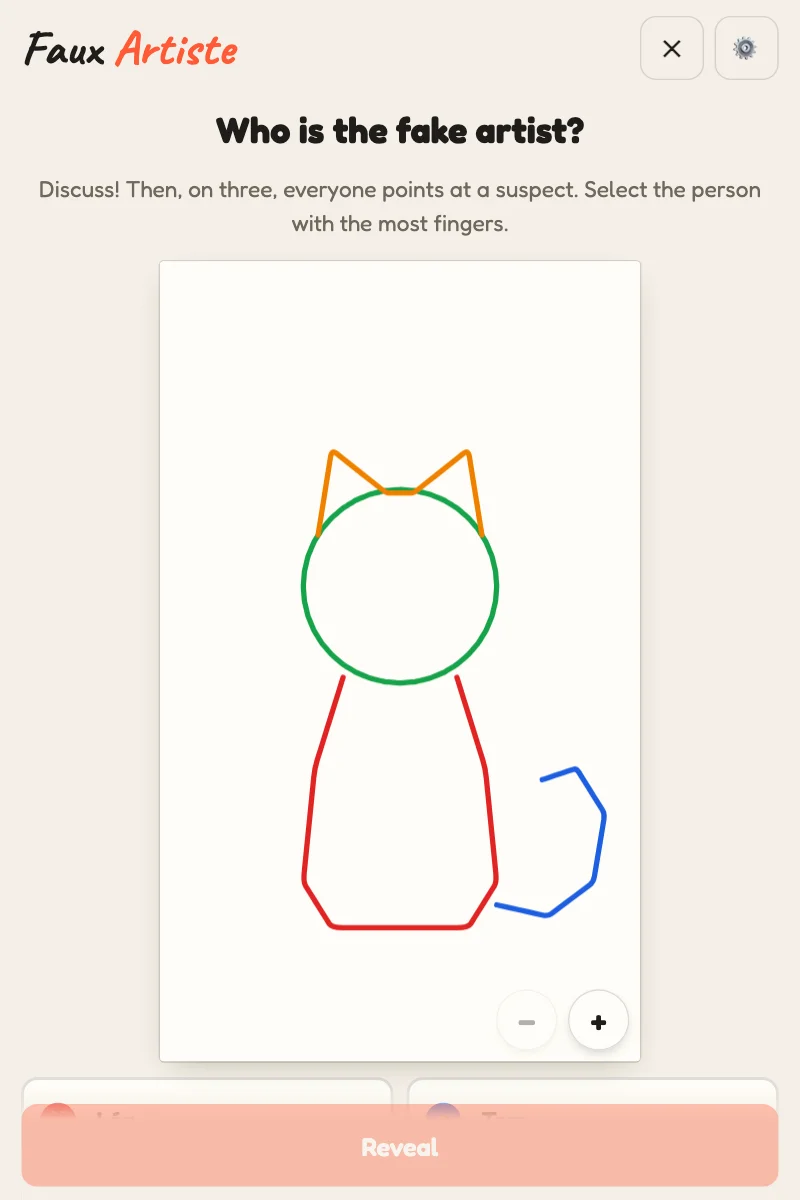 Faux Artiste
Who is the fake artist?
Discuss! Then, on three, everyone points at a suspect. Select the person
with the most fingers.
Reveal